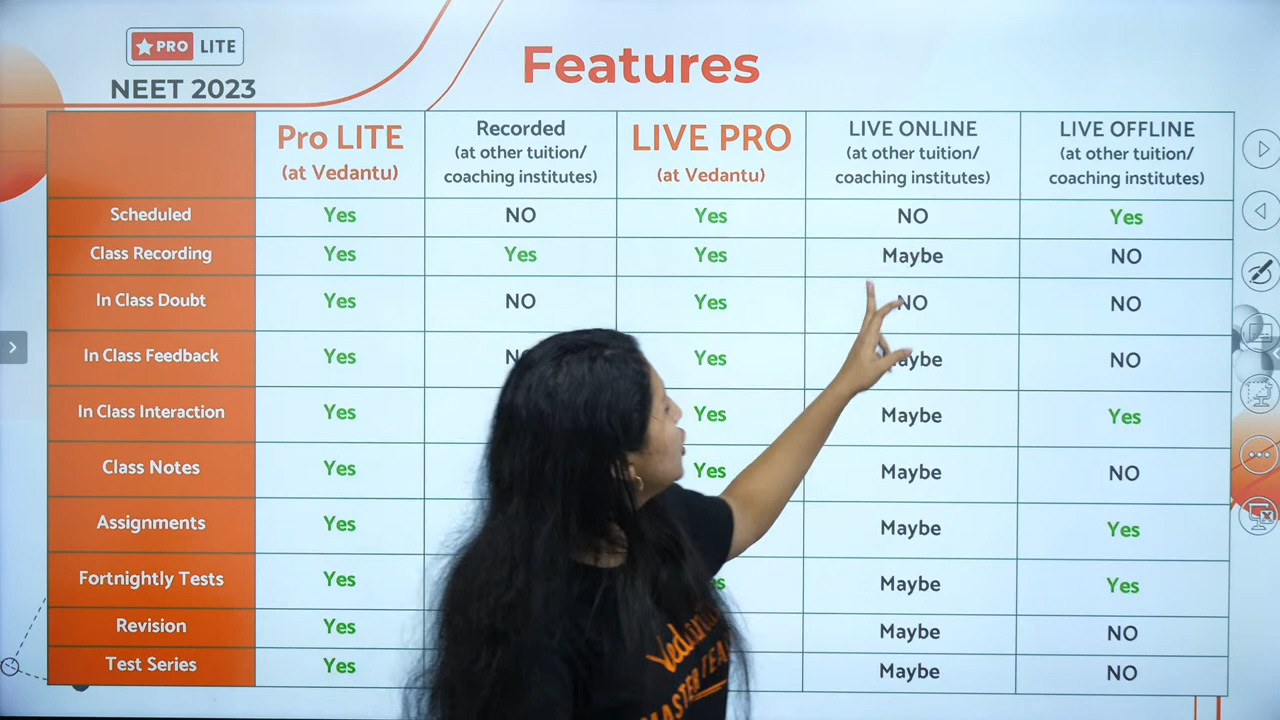 PRO LITE
NEET 2023
Features
Pro LITE (at Vedantu)
Recorded (at other tuition/ coaching institutes)
LIVE PRO (at Vedantu)
LIVE ONLINE (at other tuition/ coaching institutes)
LIVE OFFLINE (at other tuition/ coaching institutes)
Scheduled Yes NO Yes NO Yes
Class Recording Yes Yes Yes Maybe NO
In Class Doubt Yes NO Yes NO NO
In Class Feedback Yes Yes NO
In Class Interaction Yes Yes Maybe Yes
Class Notes Yes Yes Maybe NO
Assignments Yes Maybe Yes
Fortnightly Tests Yes Maybe Yes
Revision Yes Maybe NO
Test Series Yes Maybe NO